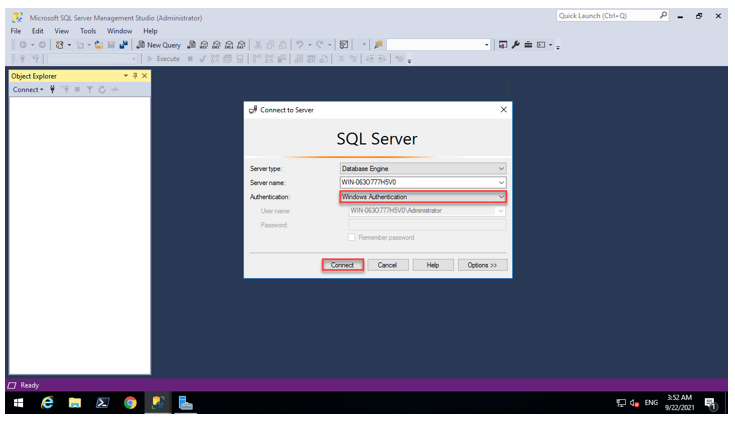 Microsoft SQL Server Management Studio (Administrator)
Quick Launch (Ctrl+Q)
File Edit View Tools Window Help
New Query
Execute
Object Explorer
Connect
Connect to Server
SQL Server
Server type: Database Engine
Server name: WIN-063O777H5V0
Authentication: Windows Authentication
User name: WIN-063O777H5V0\Administrator
Password:
Remember password
Connect Cancel Help Options >>
Ready
ENG
3:52 AM
9/22/2021